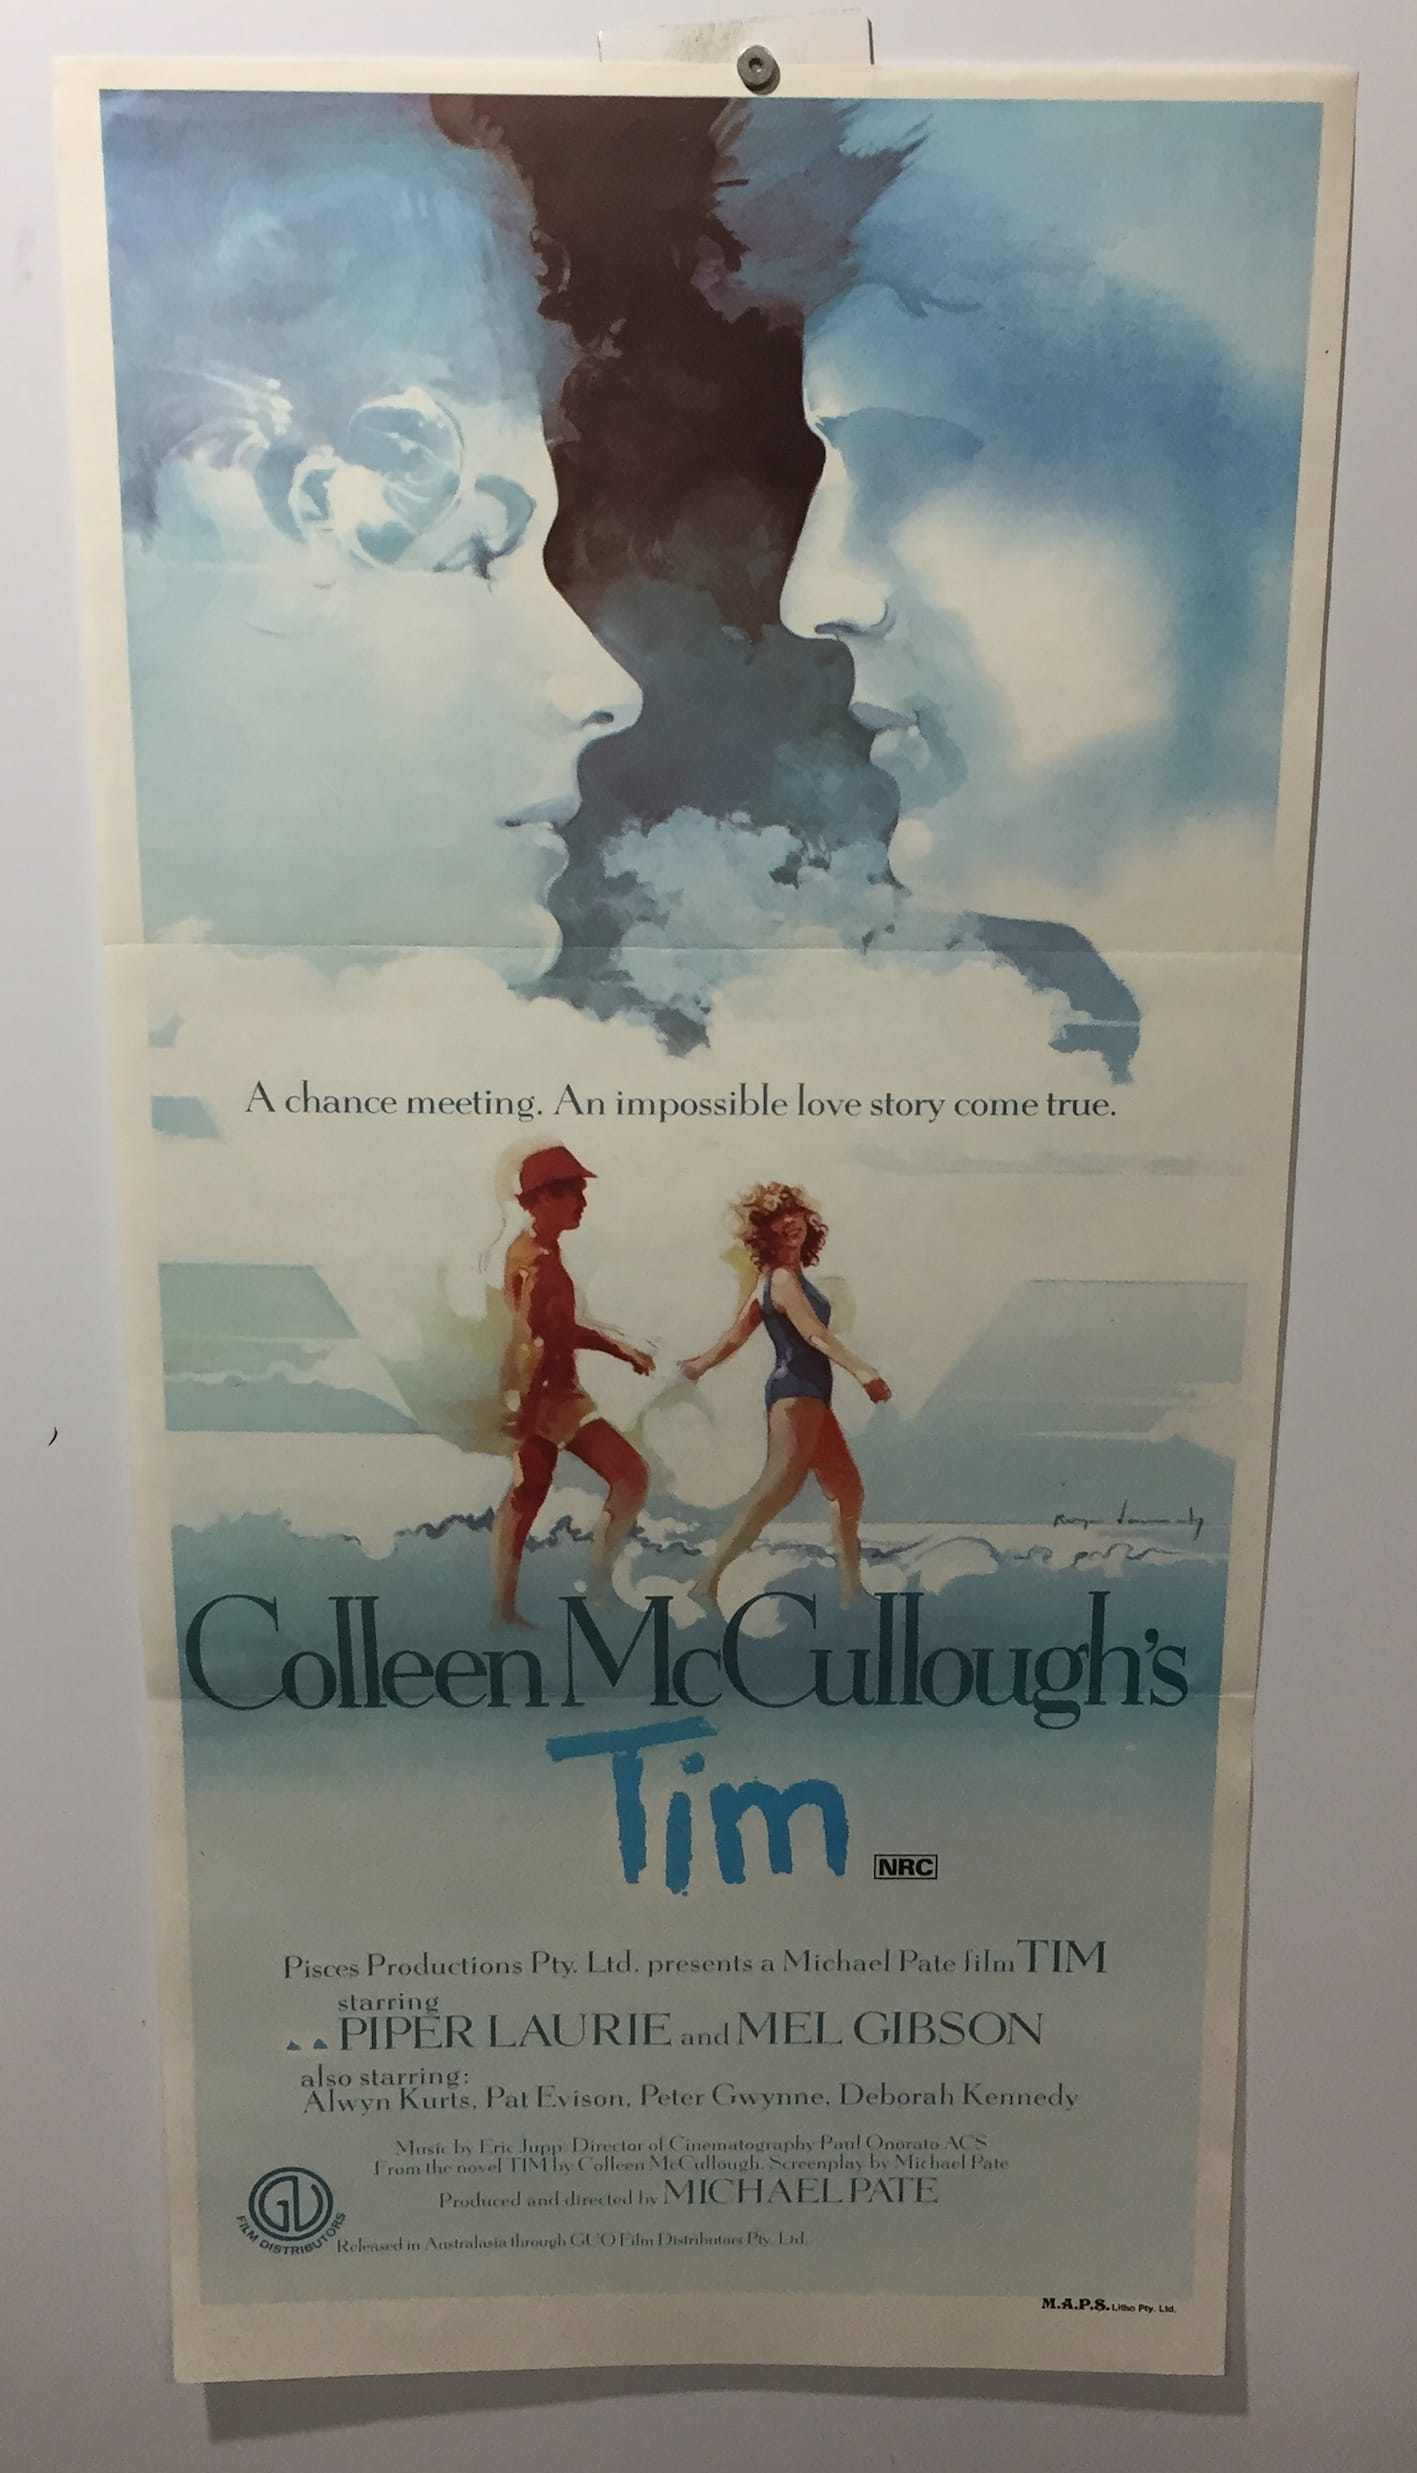 A chance meeting. An impossible love story come true.
Colleen McCullough's
Tim
NRC
Pisces Productions Pty. Ltd. presents a Michael Pate film TIM
starring
PIPER LAURIE and MEL GIBSON
also starring:
Alwyn Kurts, Pat Evison, Peter Gwynne, Deborah Kennedy
Music by Eric Jupp. Director of Cinematography Paul Onorato ACS
From the novel TIM by Colleen McCullough. Screenplay by Michael Pate
Produced and directed by MICHAEL PATE
GUO
FILM DISTRIBUTORS
Released in Australasia through GUO Film Distributors Pty. Ltd.
M.A.P.S. Litho Pty. Ltd.